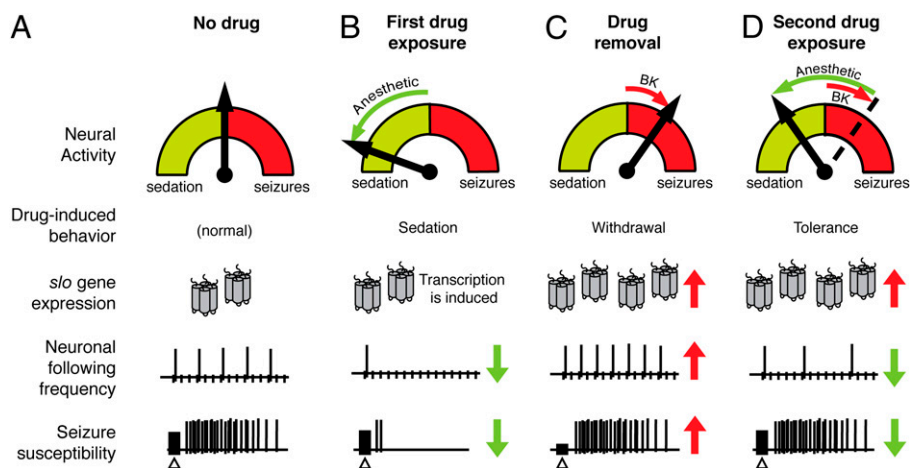 A
No drug
B
First drug
exposure
C
Drug
removal
D
Second drug
exposure
Neural
Activity
sedation
seizures
Anesthetic
sedation
seizures
BK
sedation
seizures
Anesthetic
BK
sedation
seizures
Drug-induced
behavior
(normal)
Sedation
Withdrawal
Tolerance
slo gene
expression
Transcription
is induced
Neuronal
following
frequency
Seizure
susceptibility